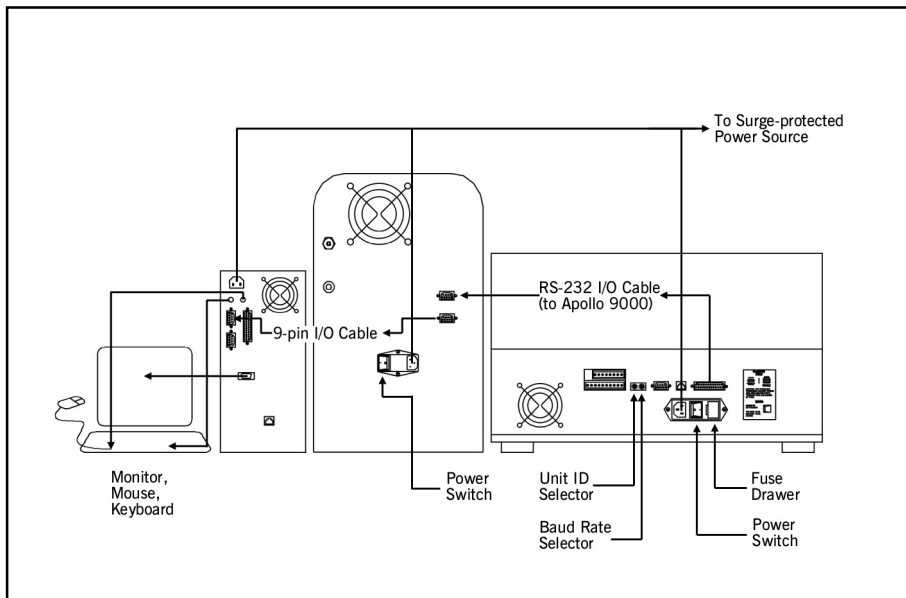 To Surge-protected
Power Source
RS-232 I/O Cable
(to Apollo 9000)
9-pin I/O Cable
Monitor,
Mouse,
Keyboard
Power
Switch
Unit ID
Selector
Baud Rate
Selector
Fuse
Drawer
Power
Switch